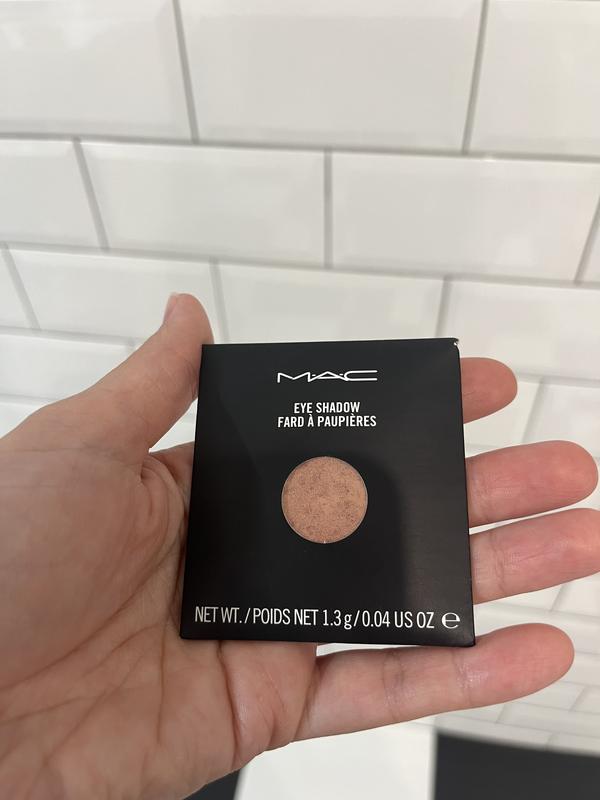 M·A·C
EYE SHADOW
FARD À PAUPIÈRES
NET WT. / POIDS NET 1.3 g / 0.04 US OZ ℮